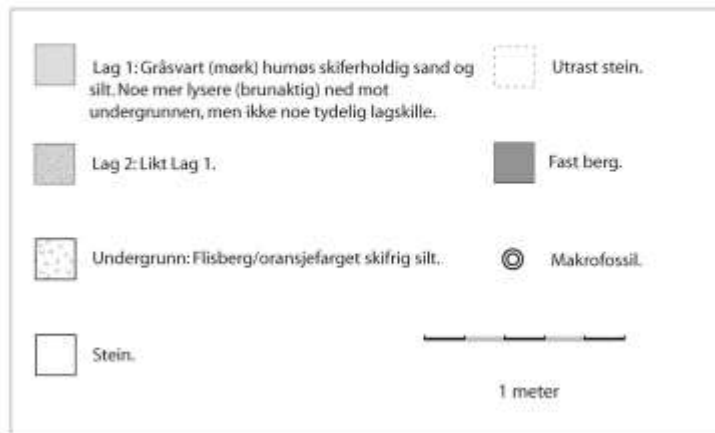 Lag 1: Gråsvart (mørk) humøs skiferholdig sand og
silt. Noe mer lysere (brunaktig) ned mot
undergrunnen, men ikke noe tydelig lagskille.
Lag 2: Likt Lag 1.
Undergrunn: Flisberg/oransjefarget skifrig silt.
Stein.
Utrast stein.
Fast berg.
Makrofossil.
1 meter